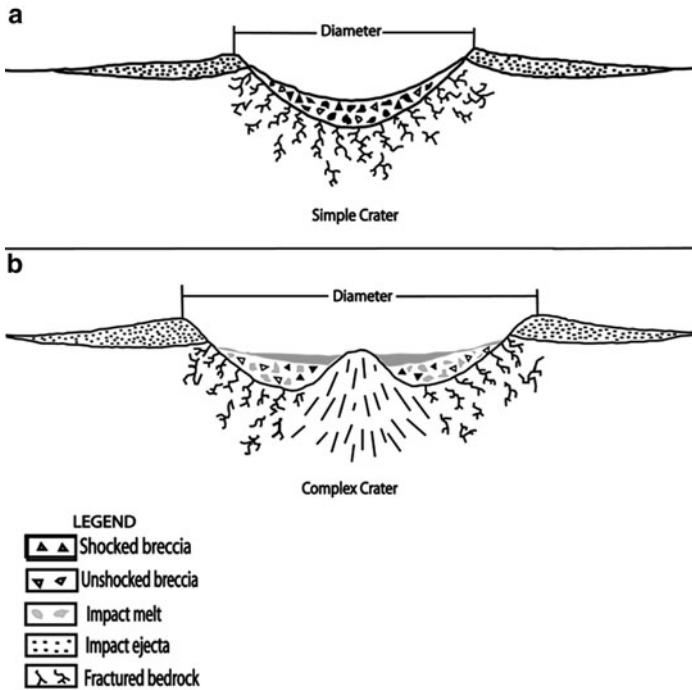 a
Diameter
Simple Crater
b
Diameter
Complex Crater
LEGEND
Shocked breccia
Unshocked breccia
Impact melt
Impact ejecta
Fractured bedrock